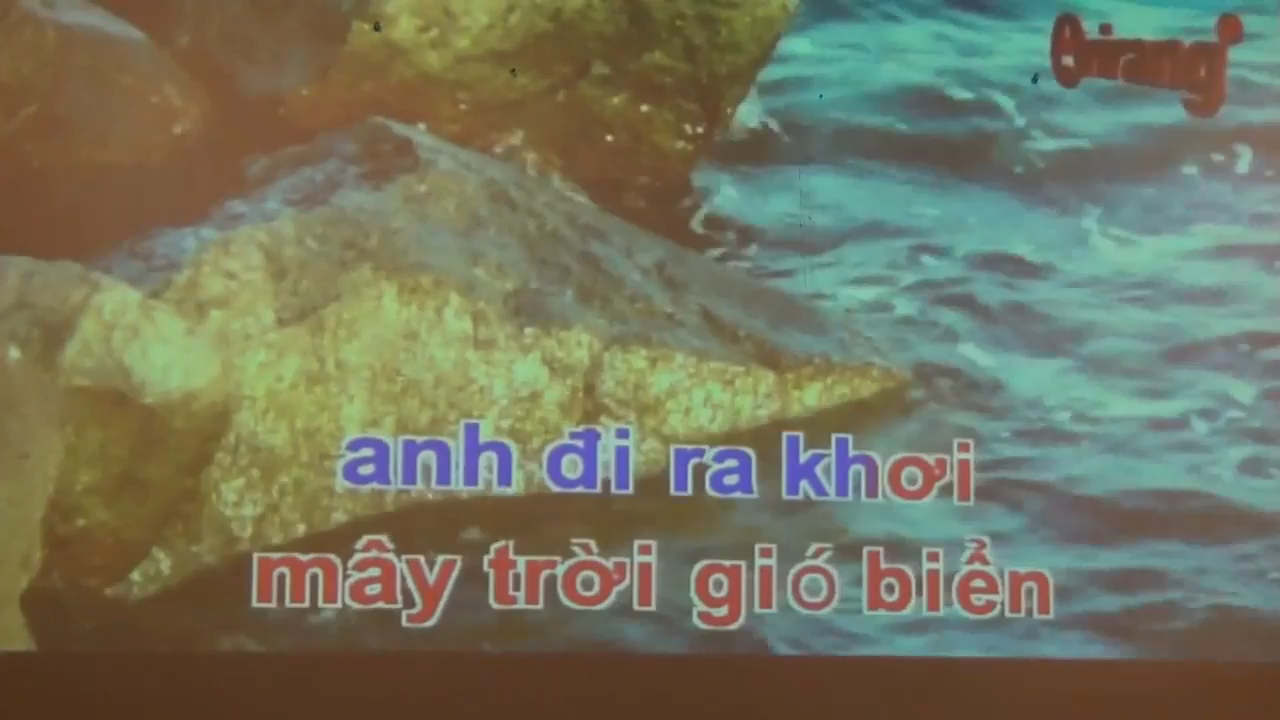 anh đi ra khơi
mây trời gió biển